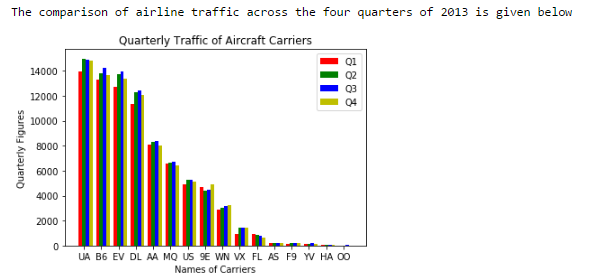 The comparison of airline traffic across the four quarters of 2013 is given below
Quarterly Traffic of Aircraft Carriers
Q1
Q2
Q3
Q4
Quarterly Figures
14000
12000
10000
8000
6000
4000
2000
0
UA B6 EV DL AA MQ US 9E WN VX FL AS F9 YV HA OO
Names of Carriers